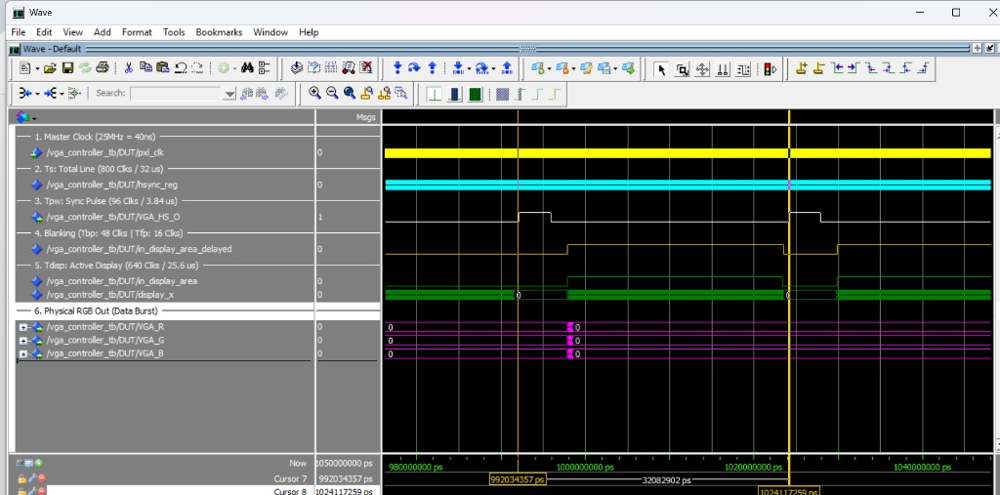 Wave
File Edit View Add Format Tools Bookmarks Window Help
Wave - Default
Search:
Msgs
1. Master Clock (25MHz = 40ns)
/vga_controller_tb/DUT/pxl_clk 0
2. Ts: Total Line (800 Clks / 32 us)
/vga_controller_tb/DUT/hsync_reg 0
3. Tpw: Sync Pulse (96 Clks / 3.84 us)
/vga_controller_tb/DUT/VGA_HS_O 1
4. Blanking (Tbp: 48 Clks | Tfp: 16 Clks)
/vga_controller_tb/DUT/in_display_area_delayed 0
5. Tdisp: Active Display (640 Clks / 25.6 us)
/vga_controller_tb/DUT/in_display_area 0
/vga_controller_tb/DUT/display_x 0 0 0
6. Physical RGB Out (Data Burst)
/vga_controller_tb/DUT/VGA_R 0 0 0
/vga_controller_tb/DUT/VGA_G 0 0 0
/vga_controller_tb/DUT/VGA_B 0 0 0
Now 1050000000 ps 980000000 ps 1000000000 ps 1020000000 ps 1040000000 ps
Cursor 7 992034357 ps 992034357 ps 32082902 ps
Cursor 8 1024117259 ps 1024117259 ps